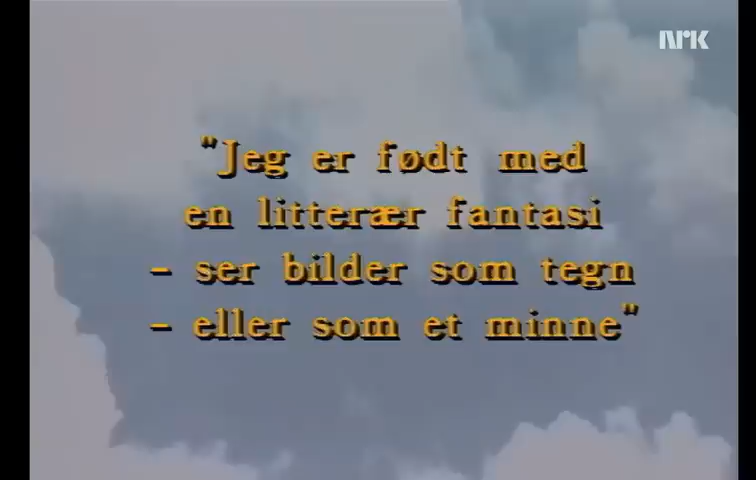 NRK
"Jeg er født med
en litterær fantasi
- ser bilder som tegn
- eller som et minne"